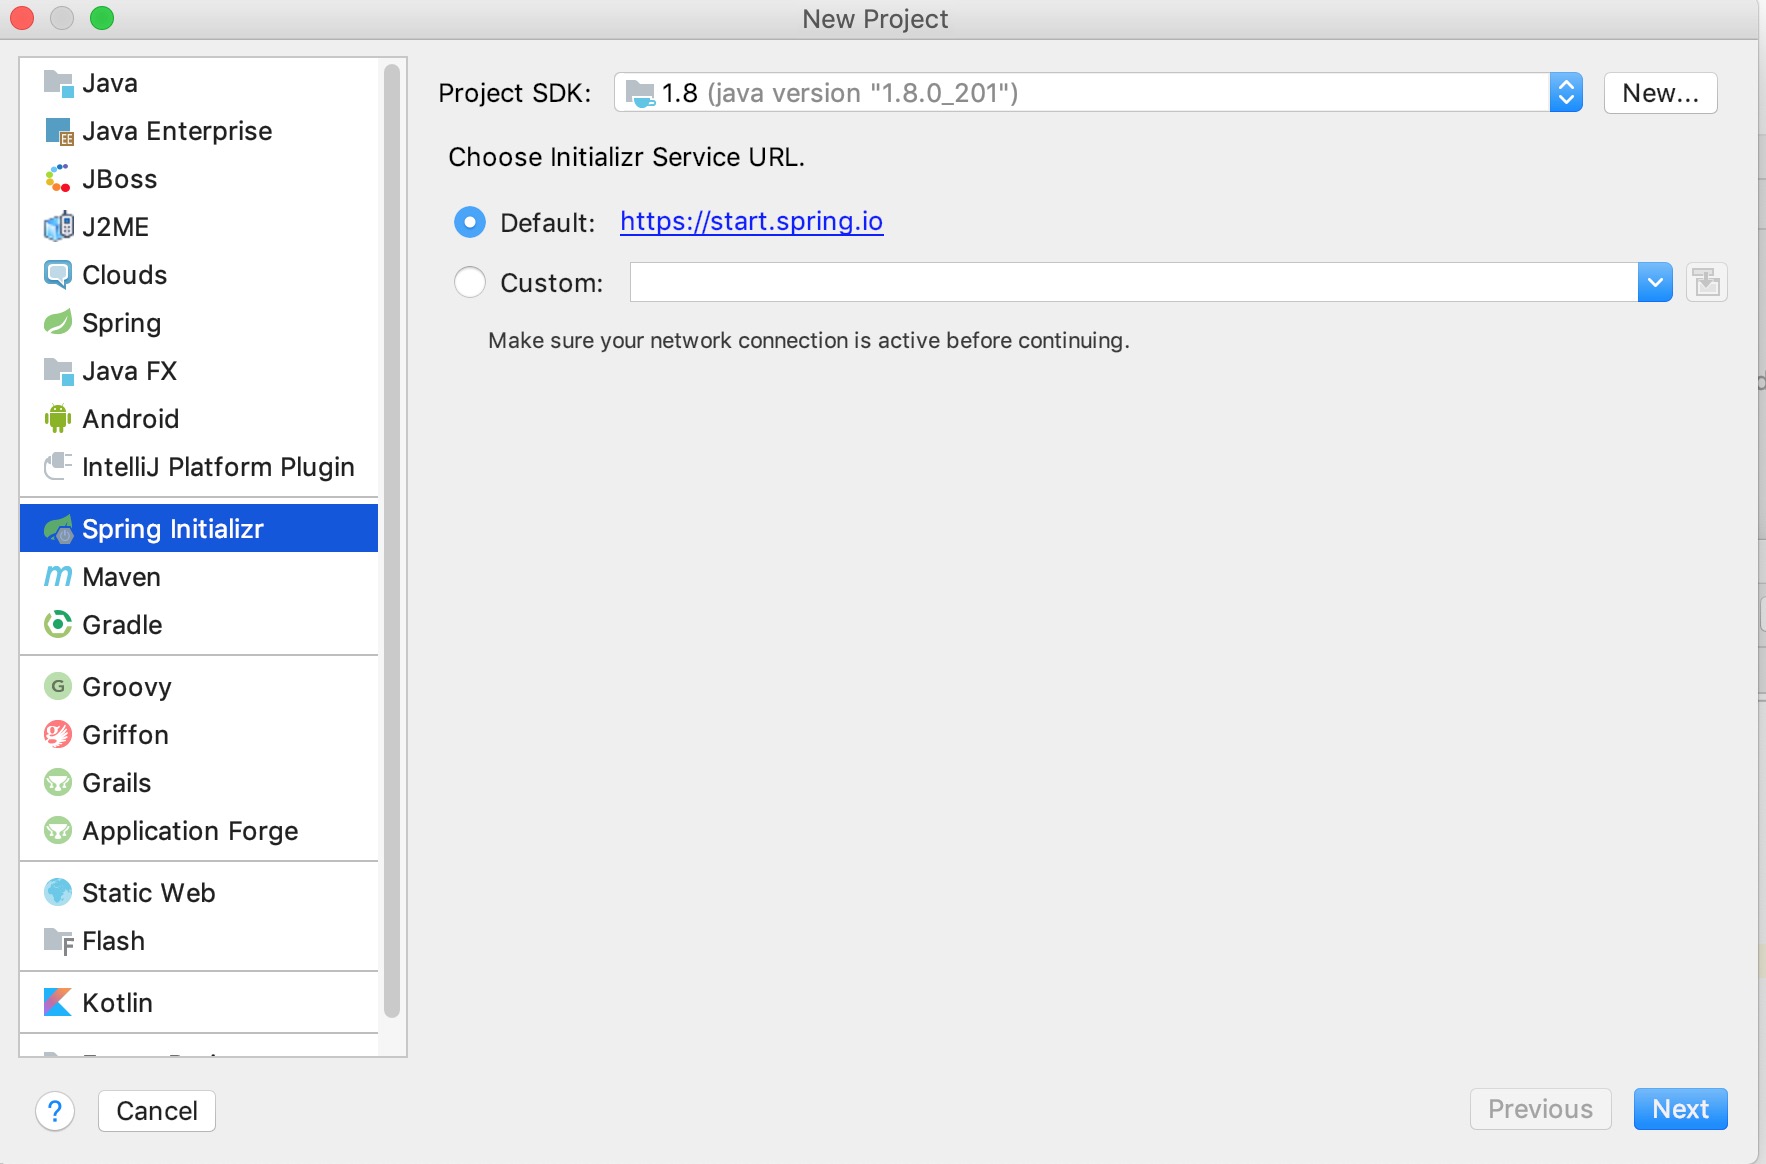 New Project
Java
Java Enterprise
JBoss
J2ME
Clouds
Spring
Java FX
Android
IntelliJ Platform Plugin
Spring Initializr
Maven
Gradle
Groovy
Griffon
Grails
Application Forge
Static Web
Flash
Kotlin
Project SDK: 1.8 (java version "1.8.0_201") New...
Choose Initializr Service URL.
Default: https://start.spring.io
Custom:
Make sure your network connection is active before continuing.
? Cancel Previous Next